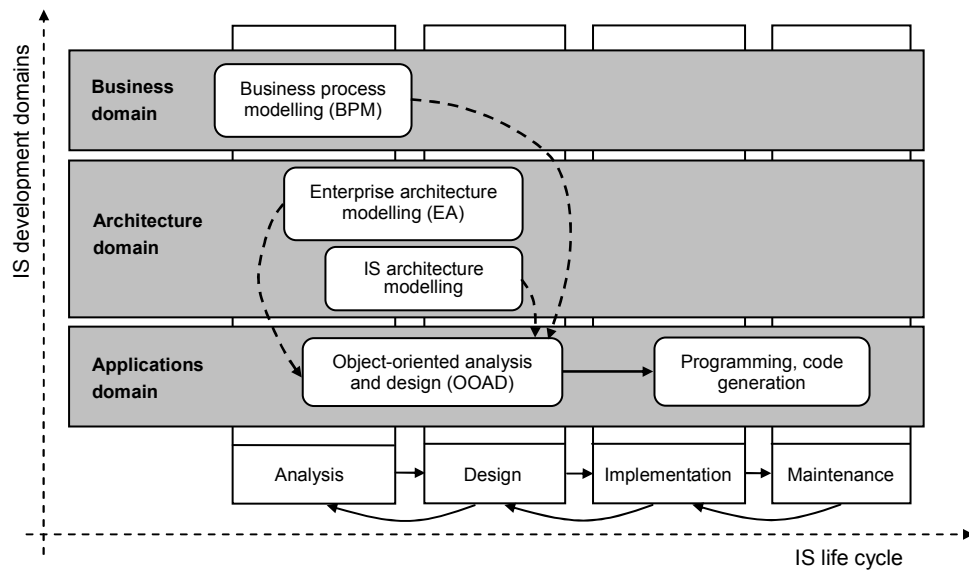 IS development domains
Business
domain
Business process
modelling (BPM)
Architecture
domain
Enterprise architecture
modelling (EA)
IS architecture
modelling
Applications
domain
Object-oriented analysis
and design (OOAD)
Programming, code
generation
Analysis
Design
Implementation
Maintenance
IS life cycle